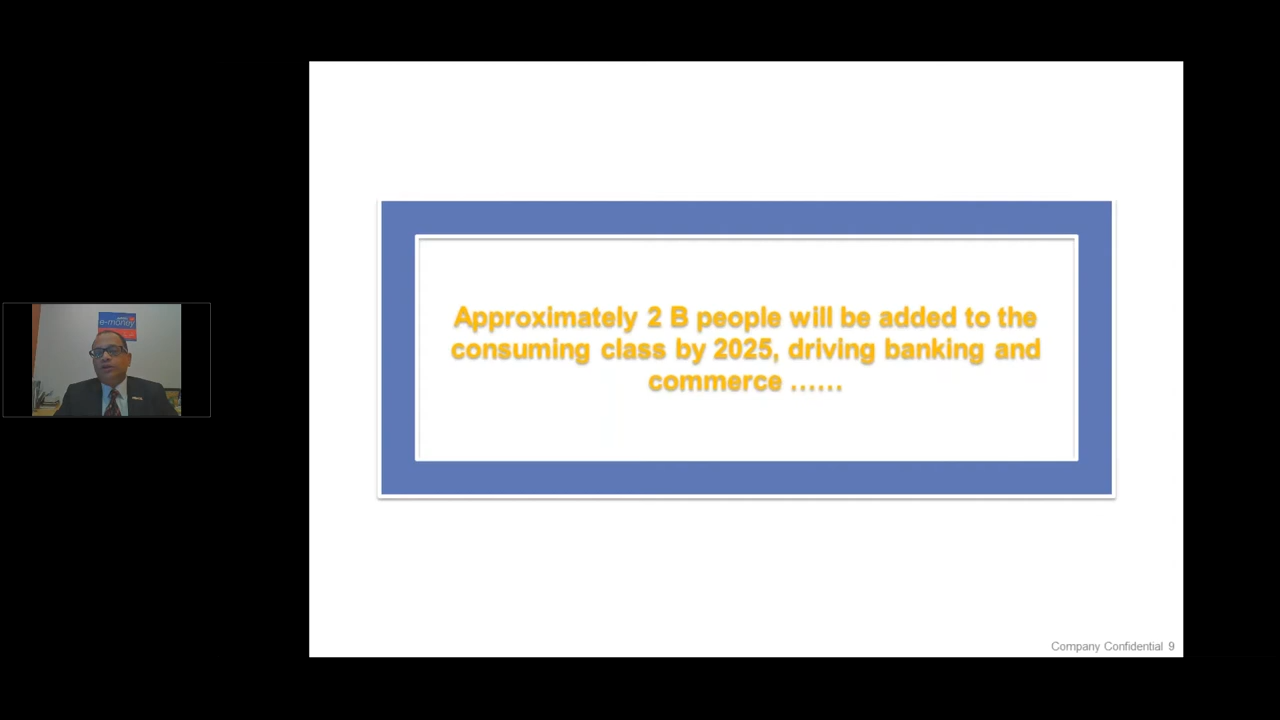 e-money
Approximately 2 B people will be added to the
consuming class by 2025, driving banking and
commerce ......
Company Confidential 9